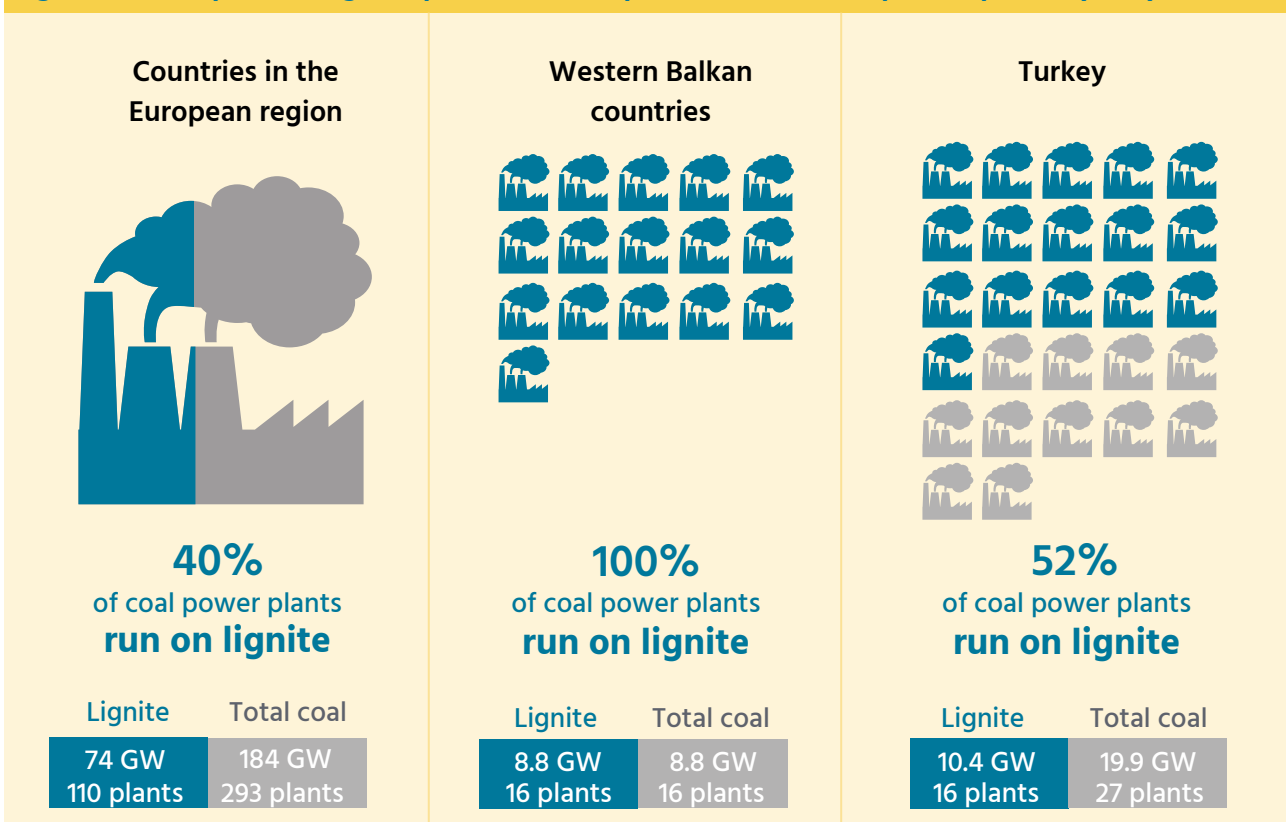 Countries in the
European region
Western Balkan
countries
Turkey
40%
of coal power plants
run on lignite
100%
of coal power plants
run on lignite
52%
of coal power plants
run on lignite
Lignite Total coal
74 GW 184 GW
110 plants 293 plants
Lignite Total coal
8.8 GW 8.8 GW
16 plants 16 plants
Lignite Total coal
10.4 GW 19.9 GW
16 plants 27 plants